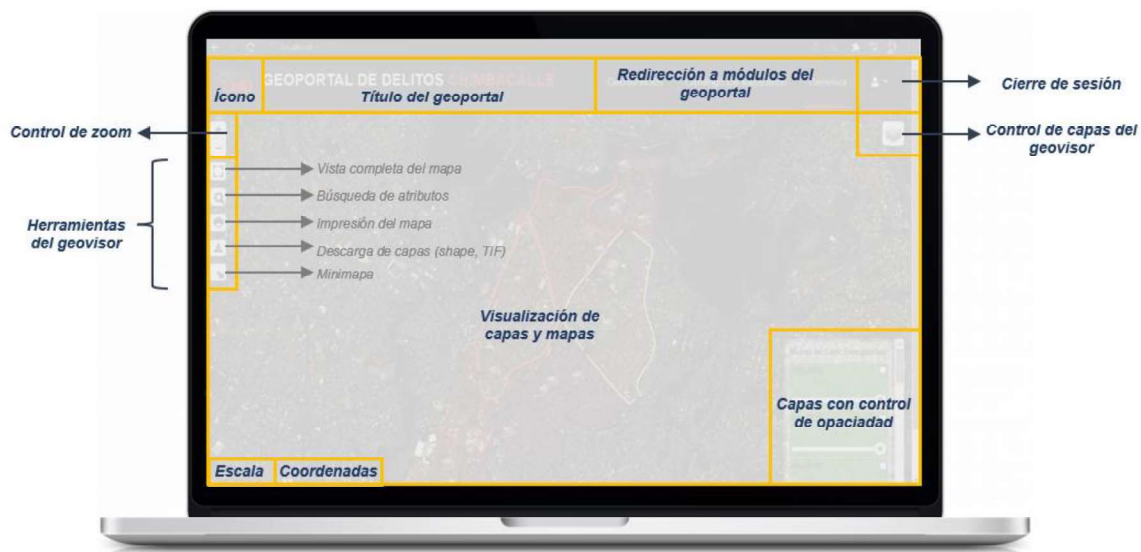 GEOPORTAL DE DELITOS CHIMBACALLE
Ícono
Título del geoportal
Redirección a módulos del
geoportal
Cierre de sesión
Control de zoom
Control de capas del
geovisor
Herramientas
del geovisor
Vista completa del mapa
Búsqueda de atributos
Impresión del mapa
Descarga de capas (shape, TIF)
Minimapa
Visualización de
capas y mapas
Capas con control
de opaciadad
Escala
Coordenadas